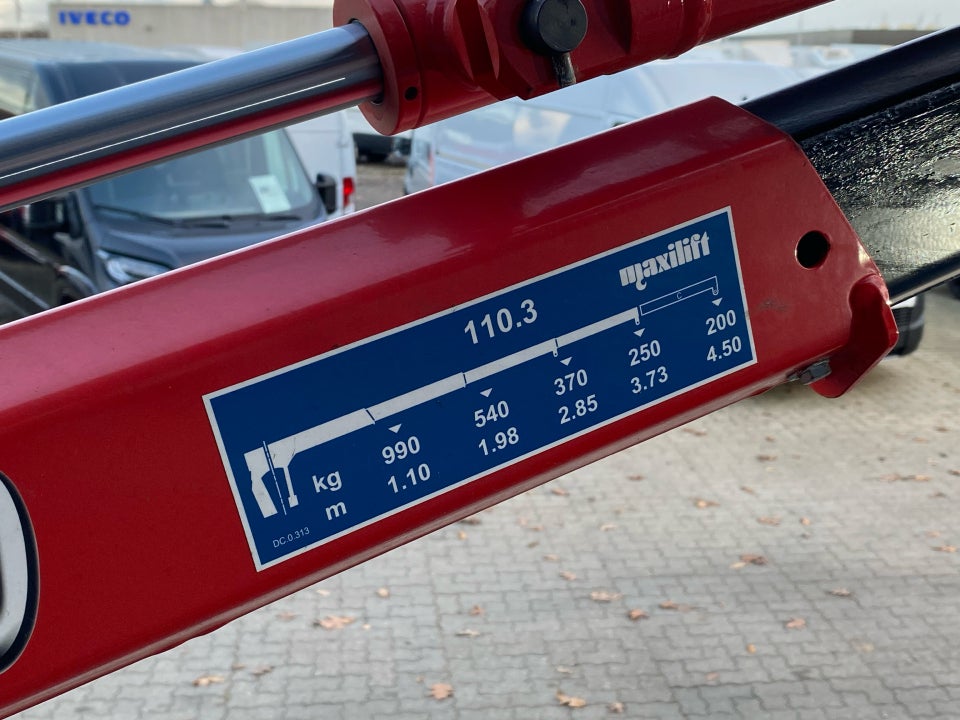 IVECO
maxilift
110.3
C
kg 990 540 370 250 200
m 1.10 1.98 2.85 3.73 4.50
DC.0.313